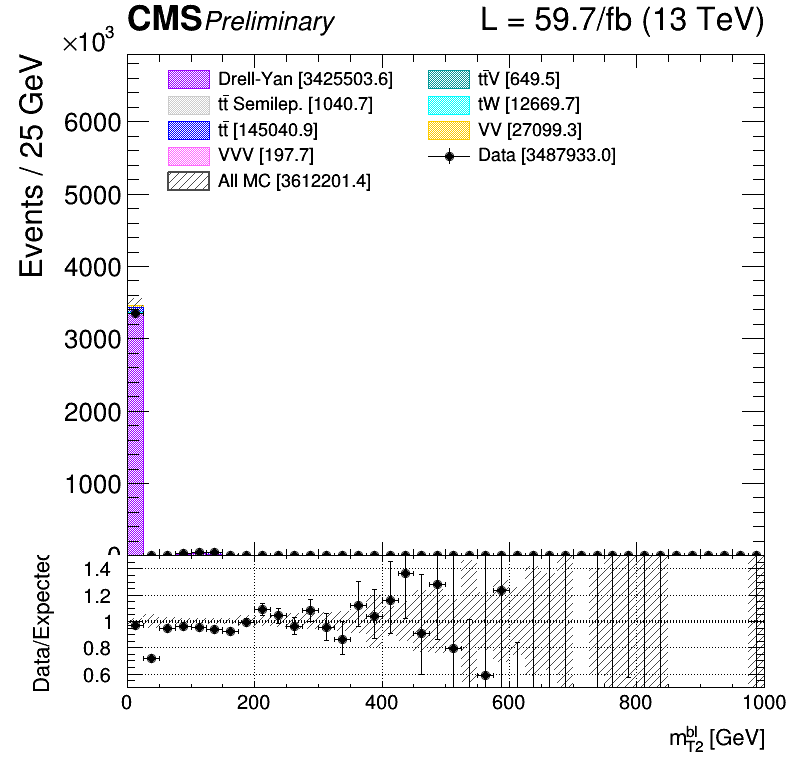 CMS Preliminary L = 59.7/fb (13 TeV)
×10³
Events / 25 GeV
Drell-Yan [3425503.6]
tt̄ Semilep. [1040.7]
tt̄ [145040.9]
VVV [197.7]
All MC [3612201.4]
tt̄V [649.5]
tW [12669.7]
VV [27099.3]
Data [3487933.0]
6000
5000
4000
3000
2000
1000
0
Data/Expected
1.4
1.2
1
0.8
0.6
0 200 400 600 800 1000
m_{T2}^{bl} [GeV]